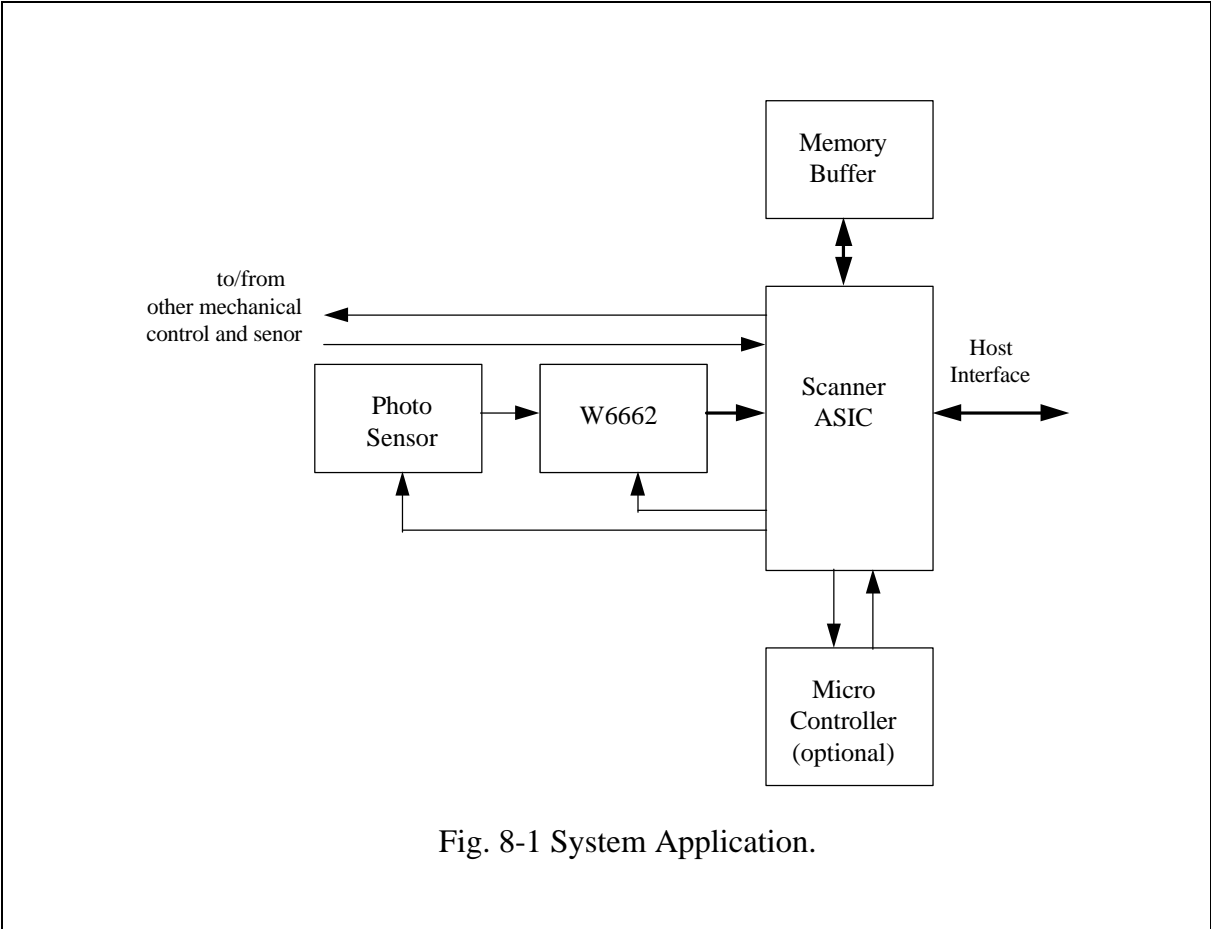 Memory
Buffer
to/from
other mechanical
control and senor
Host
Interface
Photo
Sensor
W6662
Scanner
ASIC
Micro
Controller
(optional)
Fig. 8-1 System Application.